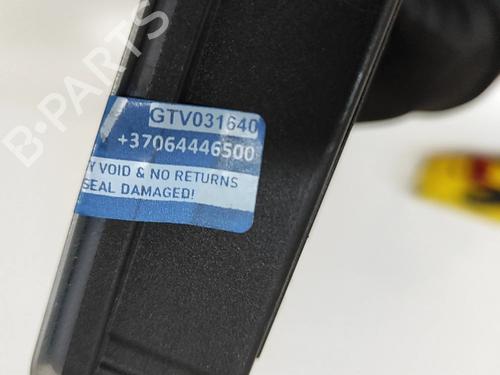 B-PARTS
GTV031640
+37064446500
Y VOID & NO RETURNS
SEAL DAMAGED!